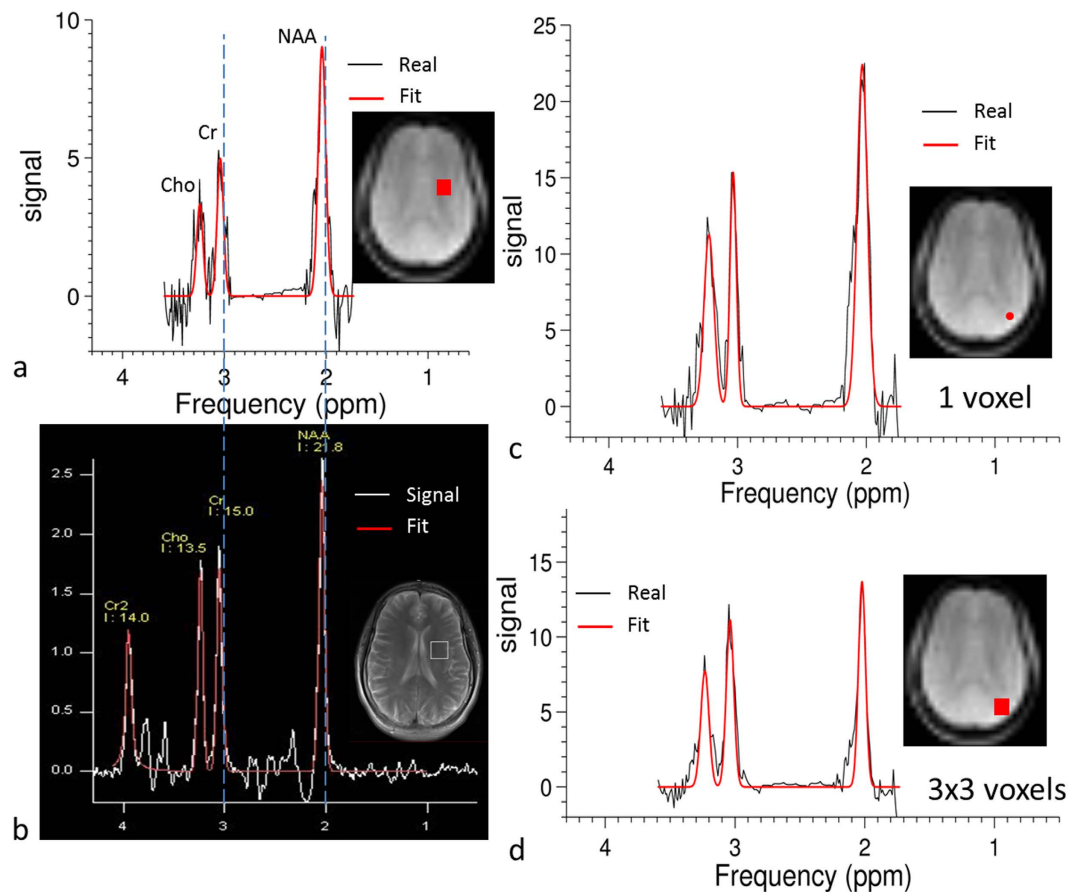 10
5
0
signal
Cho
Cr
NAA
Real
Fit
4
3
2
1
Frequency (ppm)
a
25
20
15
10
5
0
signal
Real
Fit
1 voxel
4
3
2
1
Frequency (ppm)
c
2.5
2.0
1.5
1.0
0.5
0.0
Cr2
I : 14.0
Cho
I : 13.5
Cr
I : 15.0
NAA
I : 21.8
Signal
Fit
4
3
2
1
b
15
10
5
0
signal
Real
Fit
3x3 voxels
4
3
2
1
Frequency (ppm)
d